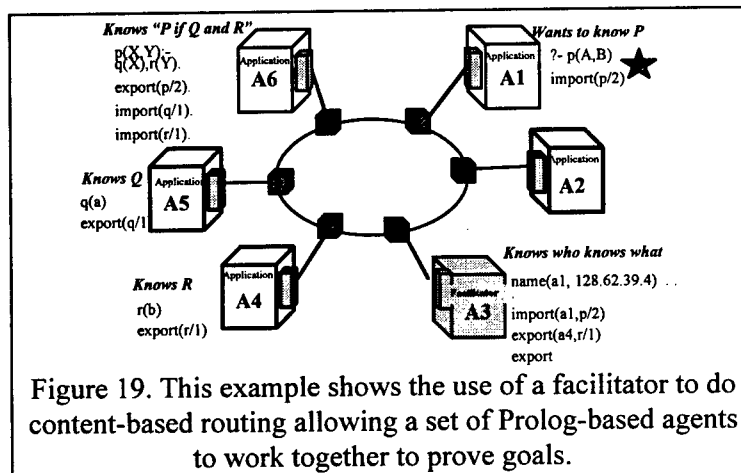 Knows "P if Q and R"
p(X,Y):-
q(X),r(Y).
export(p/2).
import(q/1).
import(r/1).
Application
A6
Wants to know P
?- p(A,B)
import(p/2)
Application
A1
Knows Q
q(a)
export(q/1
Application
A5
Application
A2
Knows R
r(b)
export(r/1)
Application
A4
Knows who knows what
name(a1, 128.62.39.4) . .
.
import(a1,p/2)
export(a4,r/1)
export
Facilitator
A3
Figure 19. This example shows the use of a facilitator to do
content-based routing allowing a set of Prolog-based agents
to work together to prove goals.